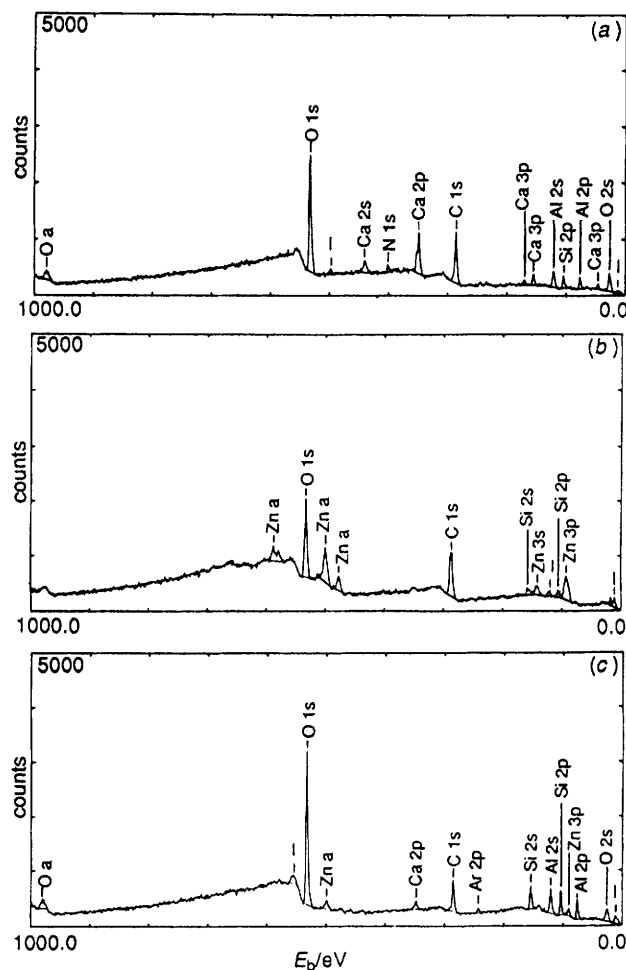 5000
(a)
counts
O a
O 1s
Ca 2s
N 1s
Ca 2p
C 1s
Ca 3p
Ca 3p
Al 2s
Si 2p
Al 2p
Ca 3p
O 2s
1000.0
0.0
5000
(b)
counts
Zn a
O 1s
Zn a
Zn a
C 1s
Si 2s
Zn 3s
Si 2p
Zn 3p
1000.0
0.0
5000
(c)
counts
O a
O 1s
Zn a
Ca 2p
C 1s
Ar 2p
Si 2s
Al 2s
Si 2p
Zn 3p
Al 2p
O 2s
1000.0
E_b/eV
0.0